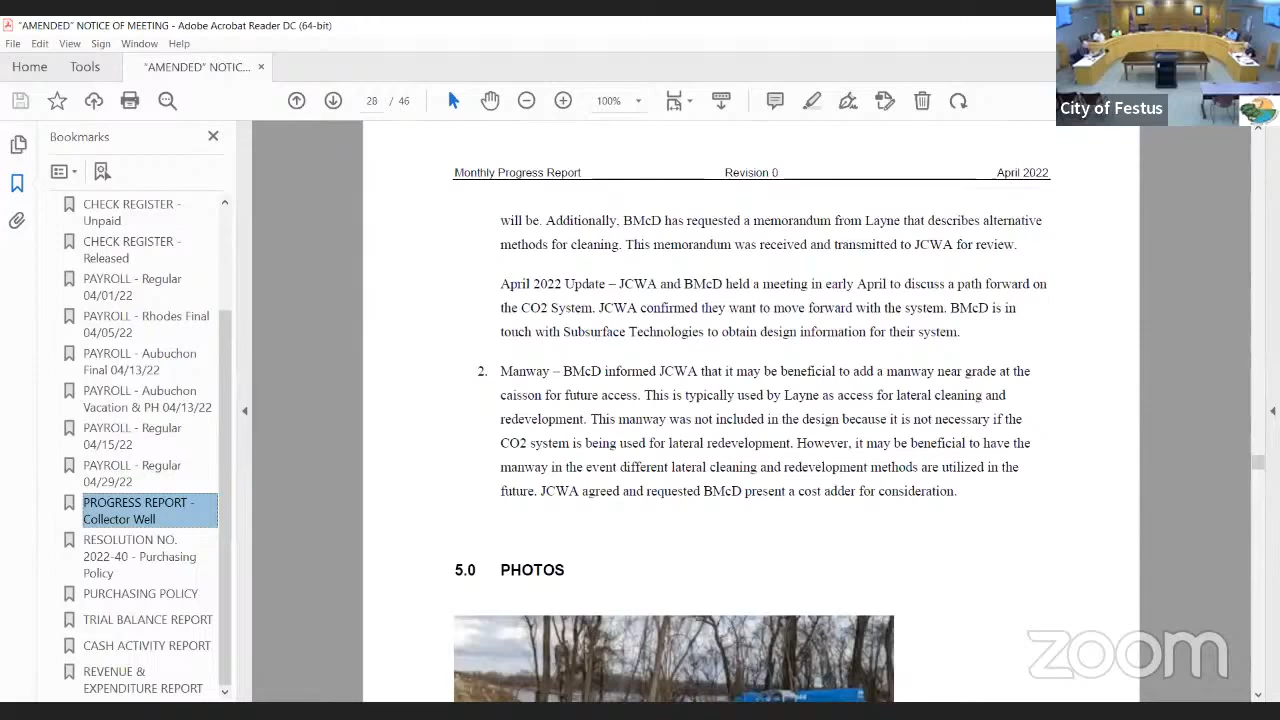 "AMENDED" NOTICE OF MEETING - Adobe Acrobat Reader DC (64-bit)
File Edit View Sign Window Help
Home Tools "AMENDED" NOTIC... ×
28 / 46 100%
City of Festus
Bookmarks
CHECK REGISTER -
Unpaid
CHECK REGISTER -
Released
PAYROLL - Regular
04/01/22
PAYROLL - Rhodes Final
04/05/22
PAYROLL - Aubuchon
Final 04/13/22
PAYROLL - Aubuchon
Vacation & PH 04/13/22
PAYROLL - Regular
04/15/22
PAYROLL - Regular
04/29/22
PROGRESS REPORT -
Collector Well
RESOLUTION NO.
2022-40 - Purchasing
Policy
PURCHASING POLICY
TRIAL BALANCE REPORT
CASH ACTIVITY REPORT
REVENUE &
EXPENDITURE REPORT
Monthly Progress Report Revision 0 April 2022
will be. Additionally, BMcD has requested a memorandum from Layne that describes alternative
methods for cleaning. This memorandum was received and transmitted to JCWA for review.
April 2022 Update – JCWA and BMcD held a meeting in early April to discuss a path forward on
the CO2 System. JCWA confirmed they want to move forward with the system. BMcD is in
touch with Subsurface Technologies to obtain design information for their system.
2. Manway – BMcD informed JCWA that it may be beneficial to add a manway near grade at the
caisson for future access. This is typically used by Layne as access for lateral cleaning and
redevelopment. This manway was not included in the design because it is not necessary if the
CO2 system is being used for lateral redevelopment. However, it may be beneficial to have the
manway in the event different lateral cleaning and redevelopment methods are utilized in the
future. JCWA agreed and requested BMcD present a cost adder for consideration.
5.0 PHOTOS
zoom